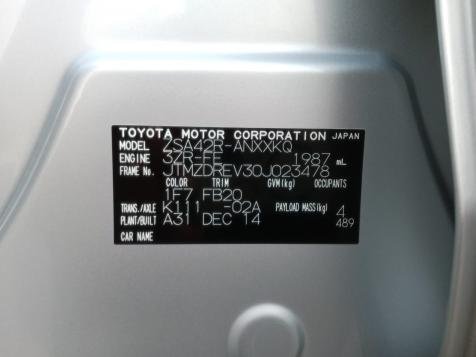 TOYOTA MOTOR CORPORATION JAPAN
MODEL ZSA42R-ANXXKQ
ENGINE 3ZR-FE 1987 mL
FRAME No. JTMZDREV30J023478
COLOR TRIM GVM(kg) OCCUPANTS
1F7 FB20
TRANS./AXLE K111 -02A PAYLOAD MASS(kg) 4
PLANT/BUILT A31 DEC 14 489
CAR NAME